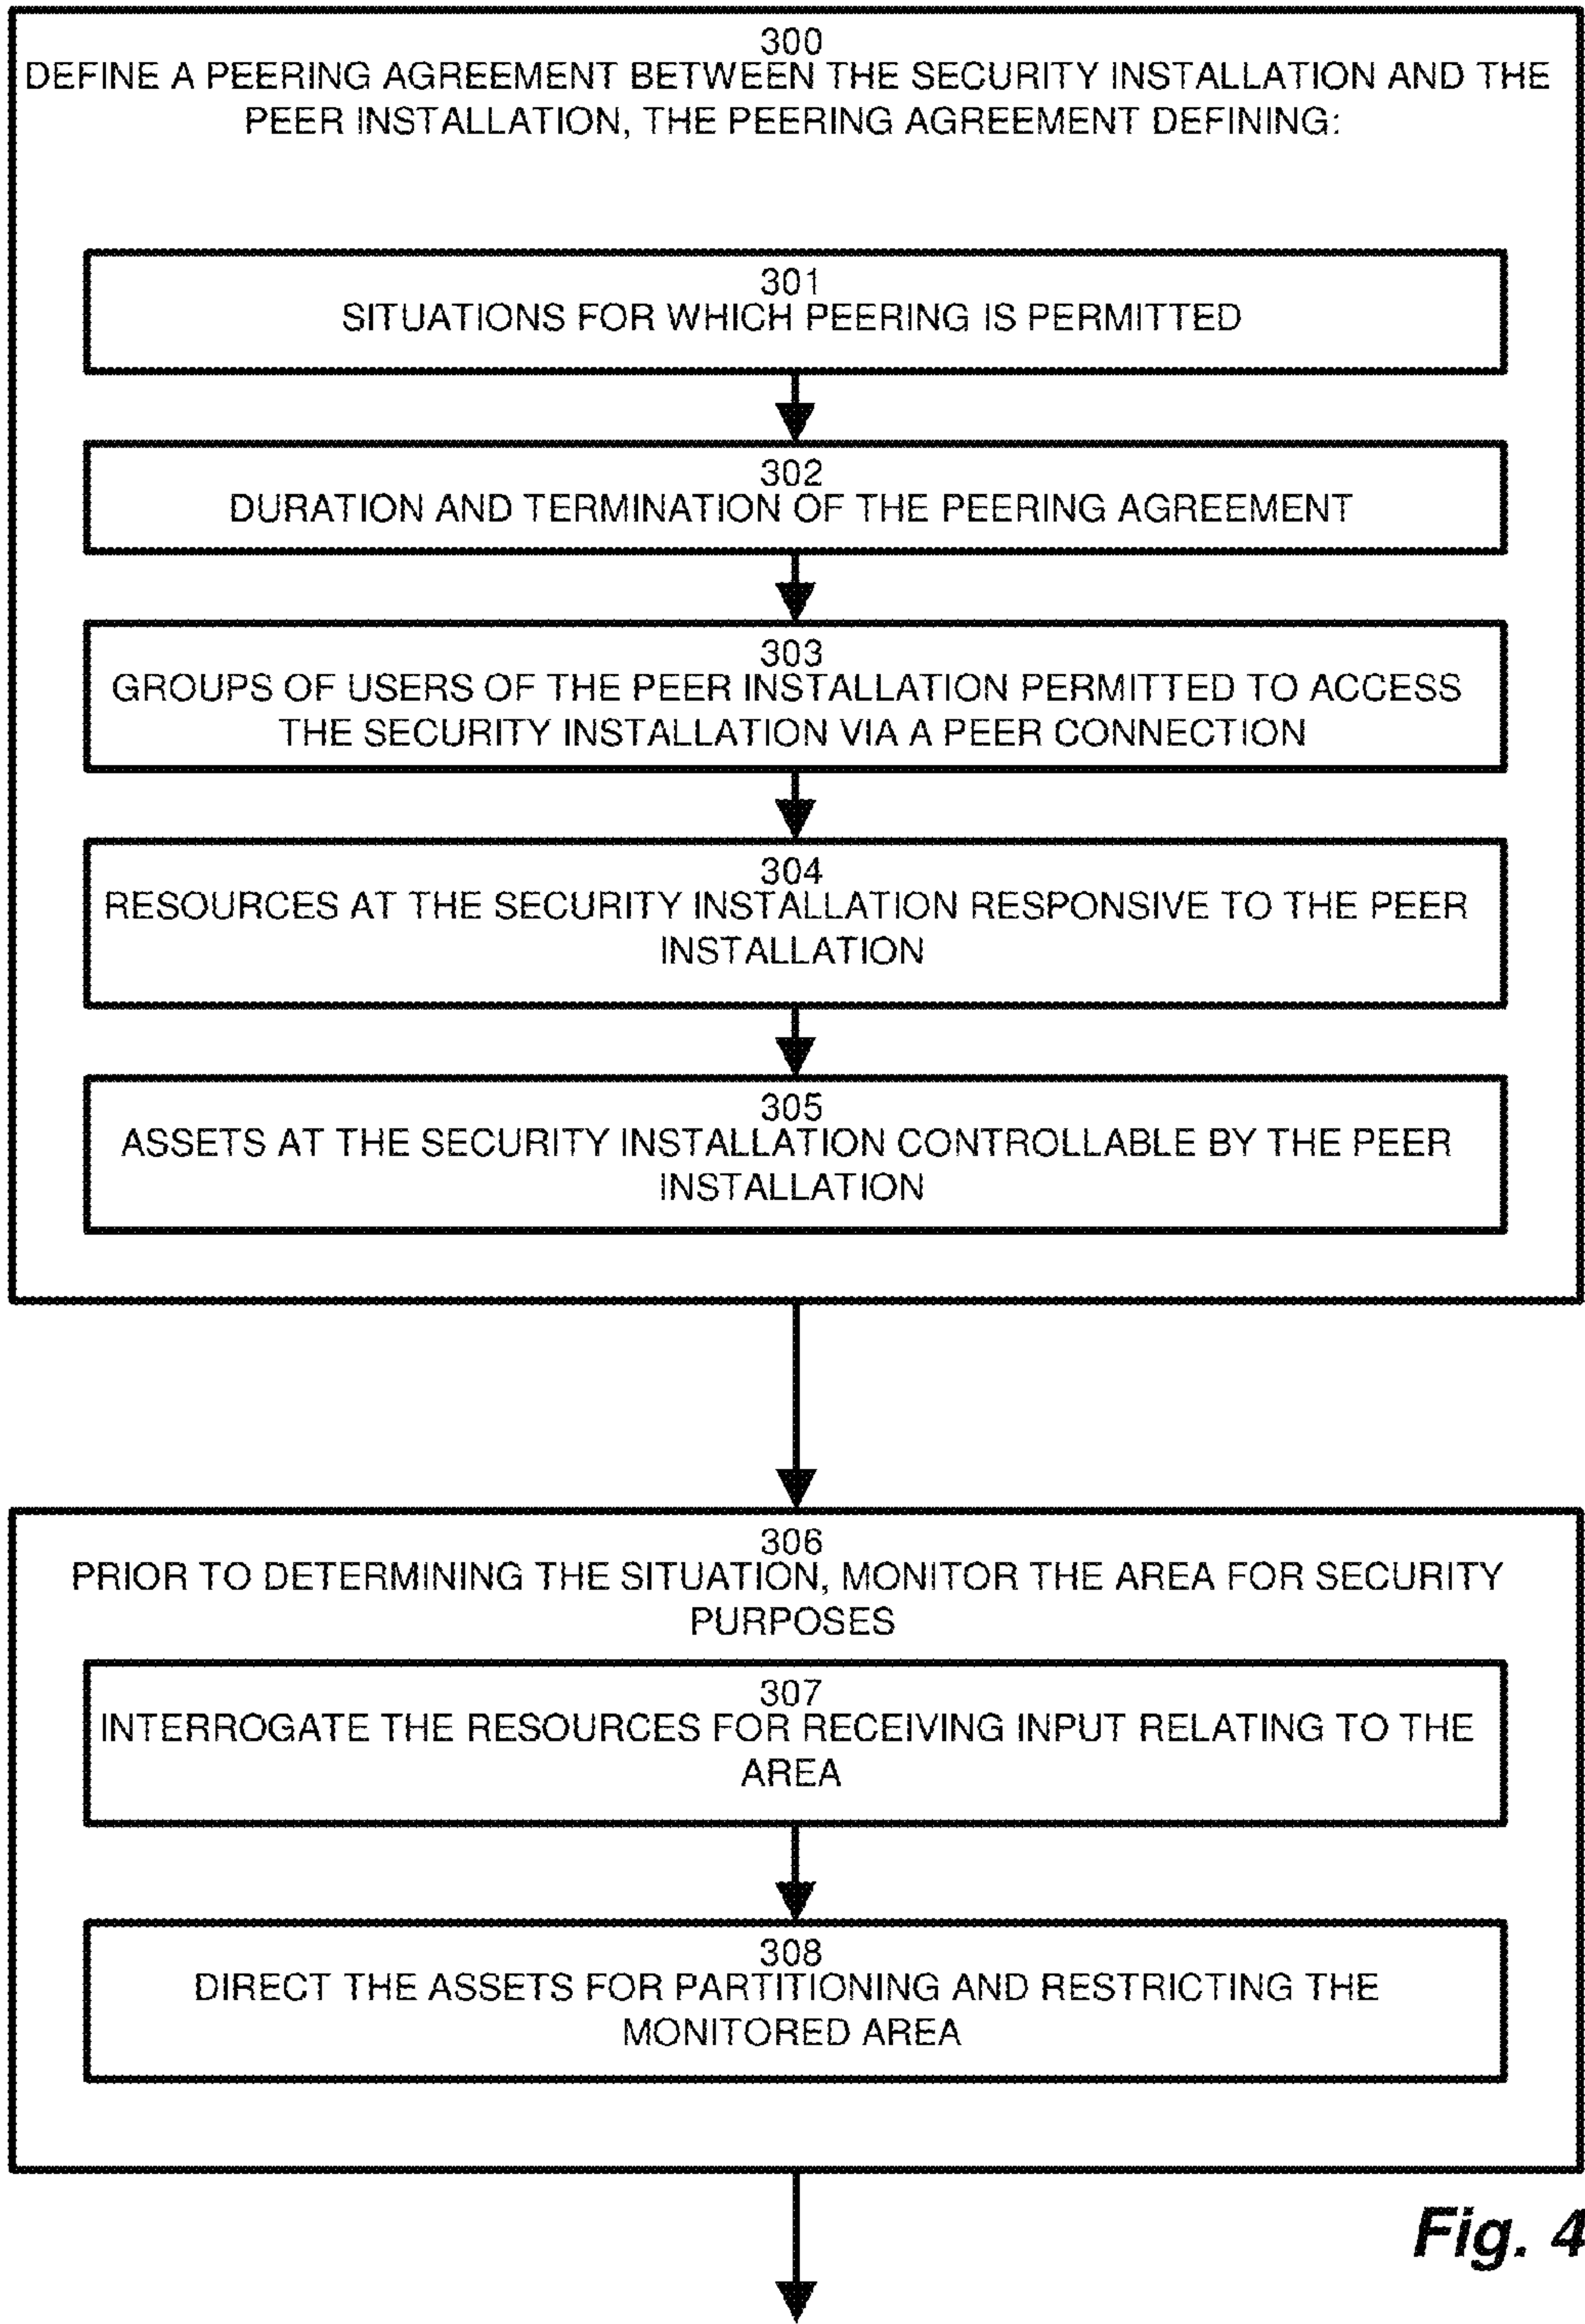 300
DEFINE A PEERING AGREEMENT BETWEEN THE SECURITY INSTALLATION AND THE
PEER INSTALLATION, THE PEERING AGREEMENT DEFINING:
301
SITUATIONS FOR WHICH PEERING IS PERMITTED
302
DURATION AND TERMINATION OF THE PEERING AGREEMENT
303
GROUPS OF USERS OF THE PEER INSTALLATION PERMITTED TO ACCESS
THE SECURITY INSTALLATION VIA A PEER CONNECTION
304
RESOURCES AT THE SECURITY INSTALLATION RESPONSIVE TO THE PEER
INSTALLATION
305
ASSETS AT THE SECURITY INSTALLATION CONTROLLABLE BY THE PEER
INSTALLATION
306
PRIOR TO DETERMINING THE SITUATION, MONITOR THE AREA FOR SECURITY
PURPOSES
307
INTERROGATE THE RESOURCES FOR RECEIVING INPUT RELATING TO THE
AREA
308
DIRECT THE ASSETS FOR PARTITIONING AND RESTRICTING THE
MONITORED AREA
Fig. 4